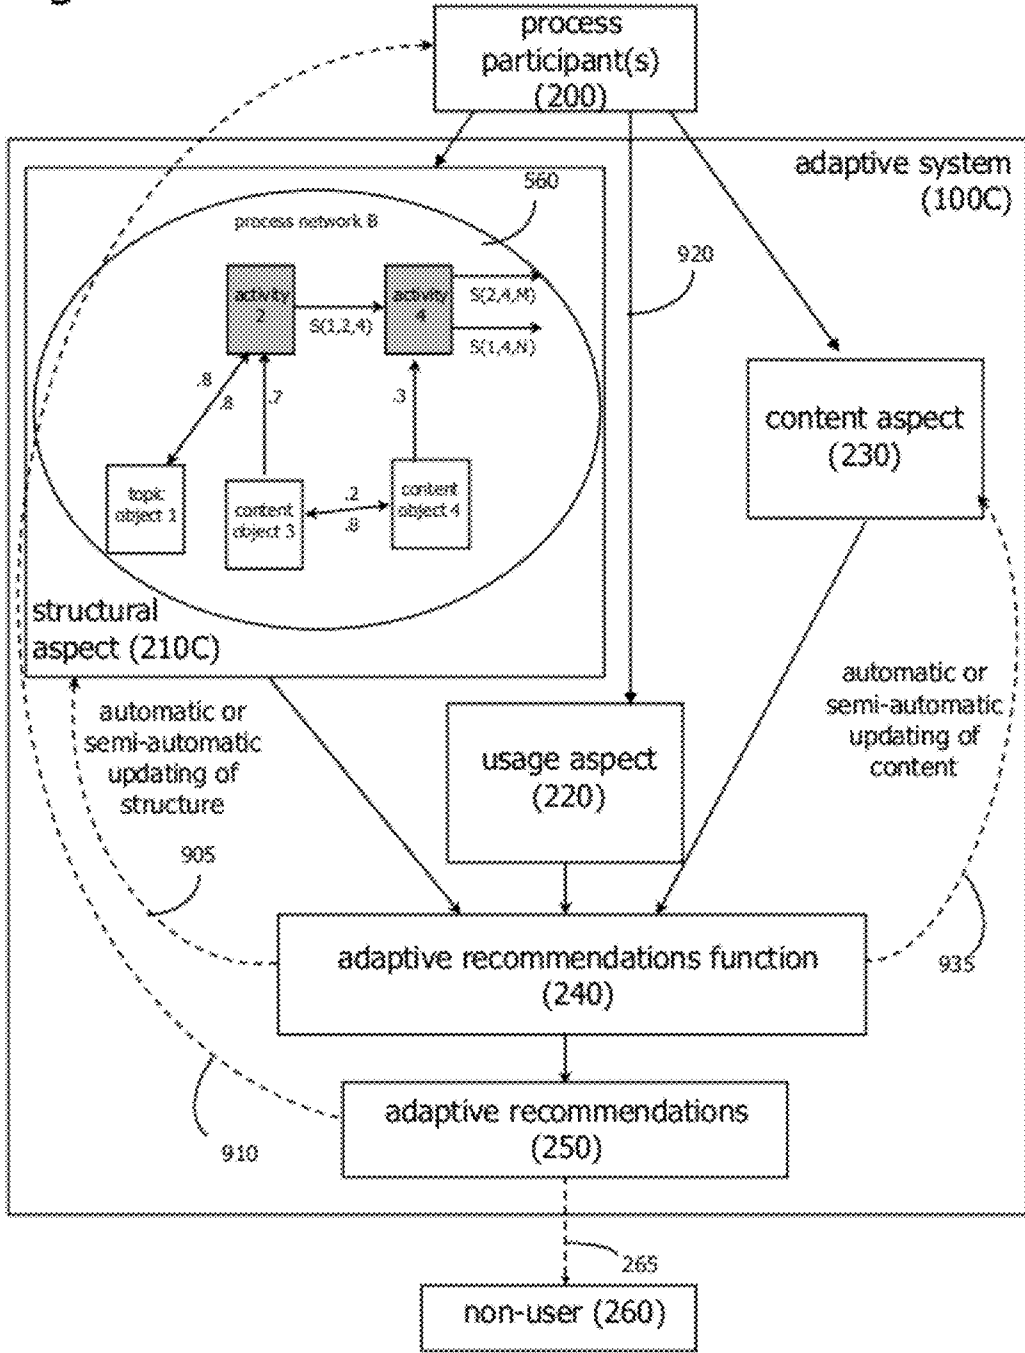 process
participant(s)
(200)
adaptive system
(100C)
560
process network B
920
activity
2
activity
4
S(1,2,4)
S(2,4,M)
S(1,4,N)
.8
.8
.7
.3
content aspect
(230)
topic
object 1
content
object 3
.2
.8
content
object 4
structural
aspect (210C)
automatic or
semi-automatic
updating of
structure
automatic or
semi-automatic
updating of
content
usage aspect
(220)
905
adaptive recommendations function
(240)
935
adaptive recommendations
(250)
910
265
non-user (260)